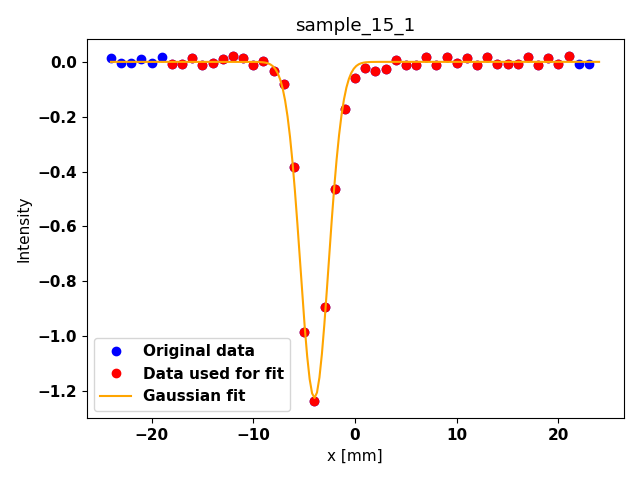 sample_15_1
0.0
−0.2
−0.4
−0.6
−0.8
−1.0
−1.2
Intensity
Original data
Data used for fit
Gaussian fit
−20 −10 0 10 20
x [mm]